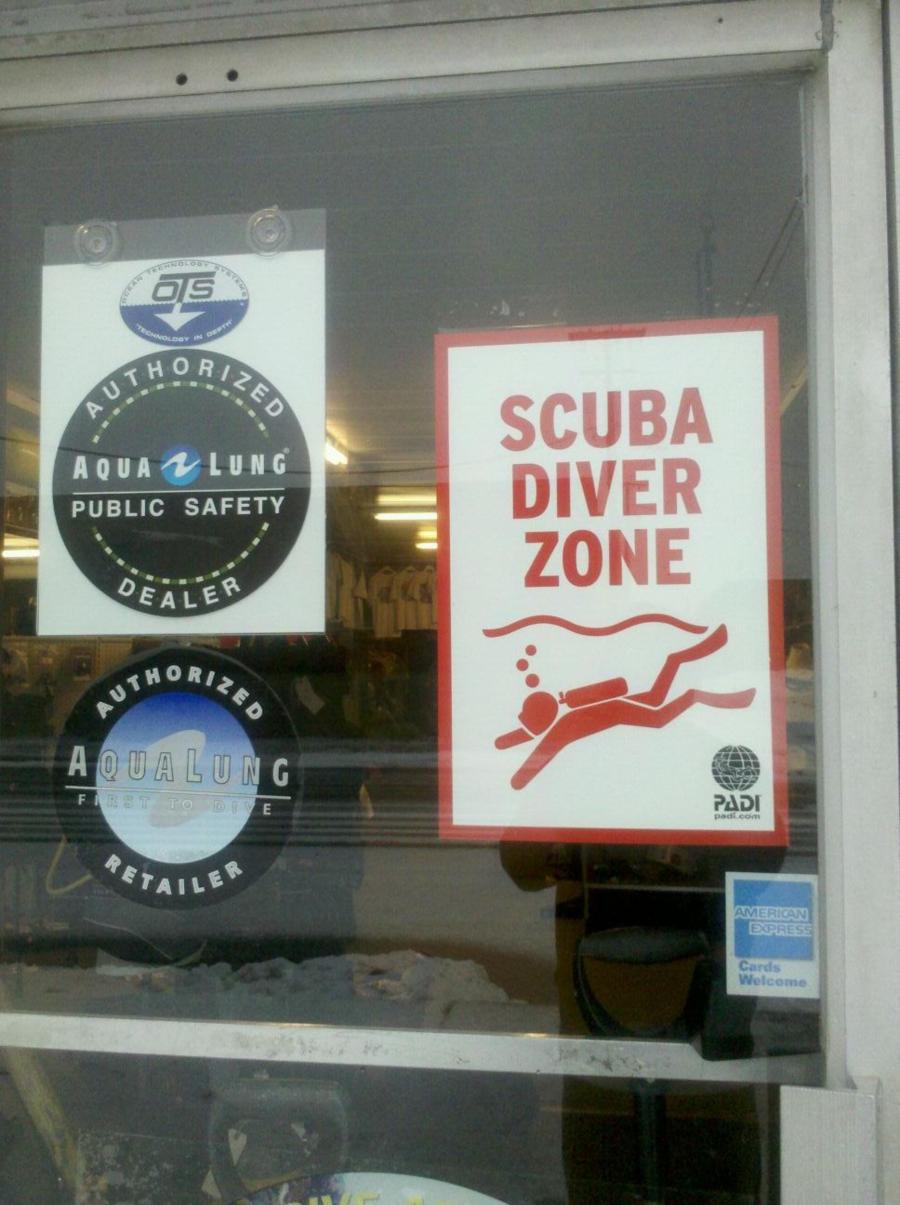 OCEAN TECHNOLOGY SYSTEMS
OTS
"TECHNOLOGY IN DEPTH"
AUTHORIZED
AQUA LUNG®
PUBLIC SAFETY
DEALER
AUTHORIZED
AQUALUNG
FIRST TO DIVE
RETAILER
SCUBA
DIVER
ZONE
PADI
padi.com
AMERICAN
EXPRESS
Cards
Welcome